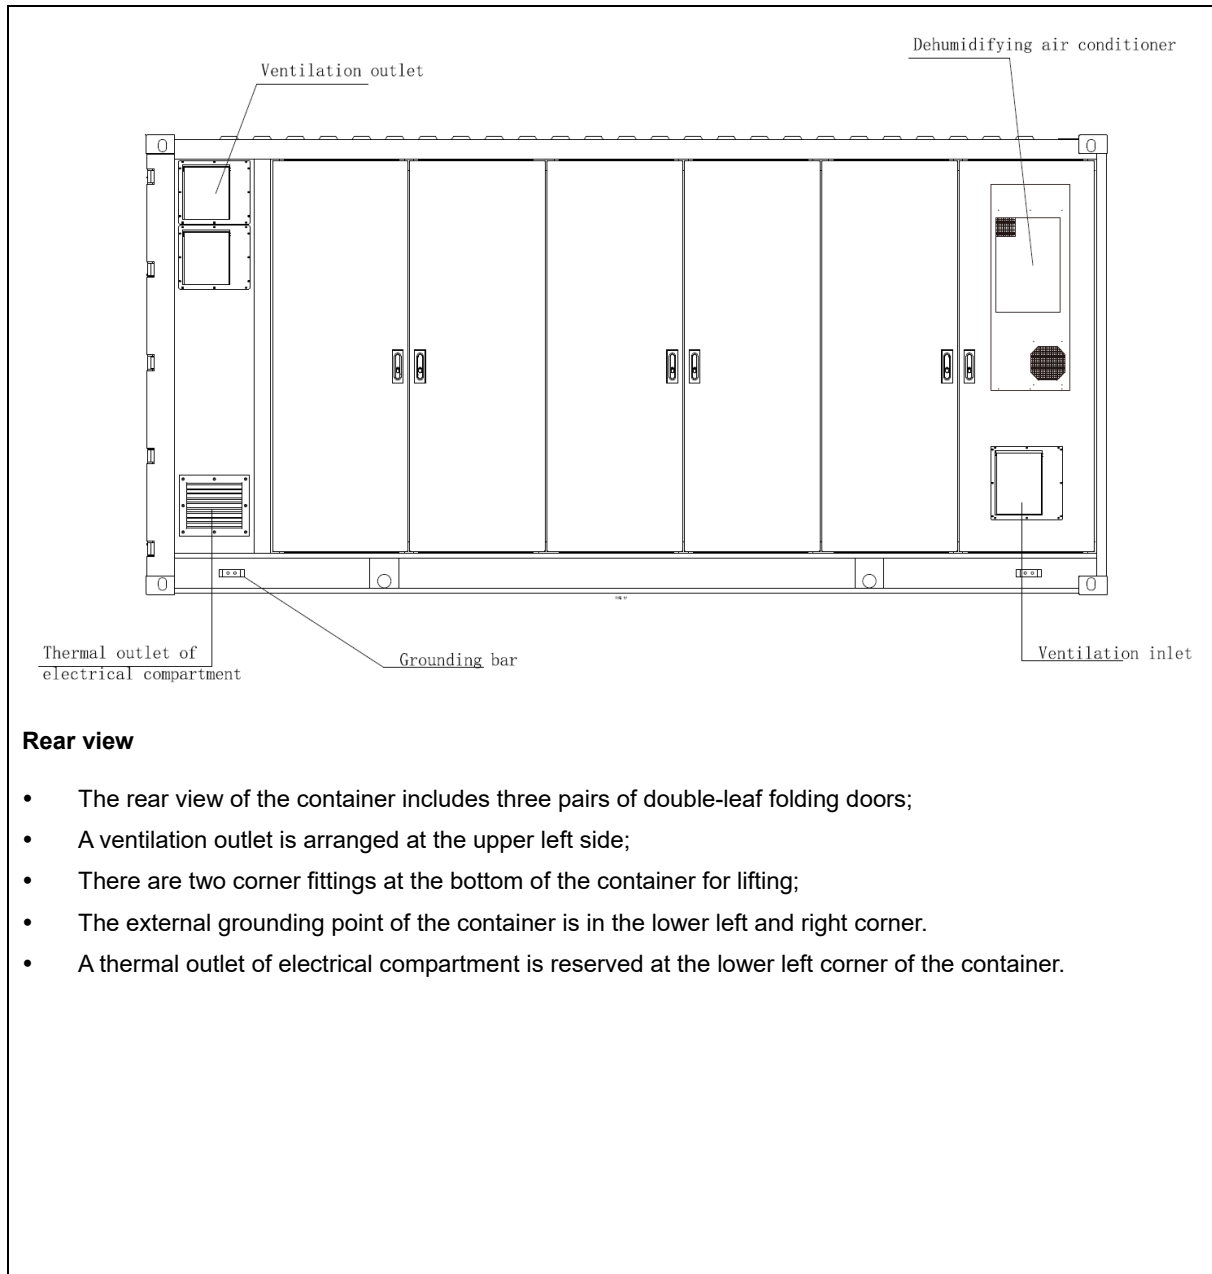 Dehumidifying air conditioner
Ventilation outlet
Thermal outlet of
electrical compartment
Grounding bar
Ventilation inlet
Rear view
• The rear view of the container includes three pairs of double-leaf folding doors;
• A ventilation outlet is arranged at the upper left side;
• There are two corner fittings at the bottom of the container for lifting;
• The external grounding point of the container is in the lower left and right corner.
• A thermal outlet of electrical compartment is reserved at the lower left corner of the container.